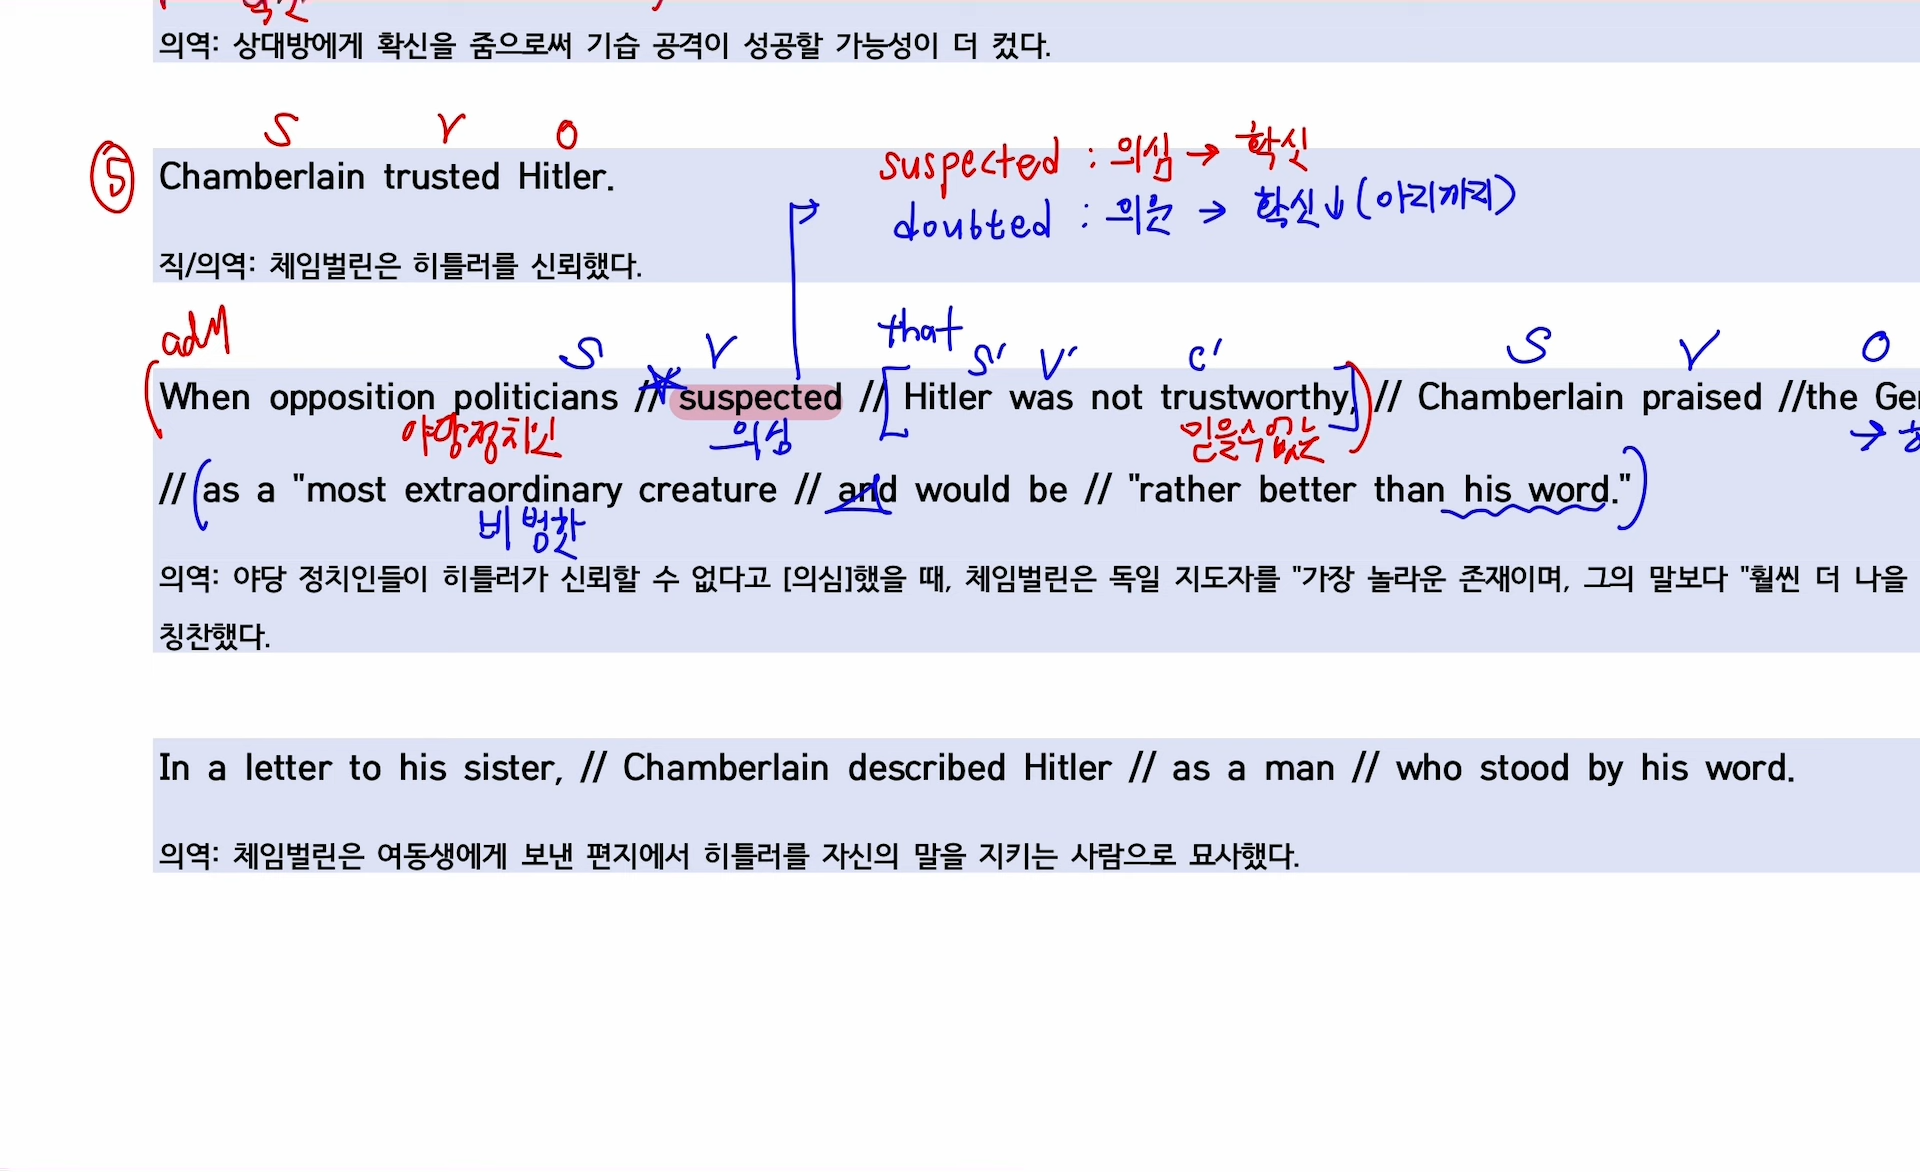 의역: 상대방에게 확신을 줌으로써 기습 공격이 성공할 가능성이 더 컸다.
S V O
suspected : 의심 → 확신
⑤ Chamberlain trusted Hitler.
doubted : 의문 → 확신↓(아리까리)
직/의역: 체임벌린은 히틀러를 신뢰했다.
adM S V that S' V' C' S V O
When opposition politicians // suspected // [Hitler was not trustworthy,] // Chamberlain praised //the Ger
야당정치인 의심 믿을수없는 →
// (as a "most extraordinary creature // and would be // "rather better than his word.")
비범한
의역: 야당 정치인들이 히틀러가 신뢰할 수 없다고 [의심]했을 때, 체임벌린은 독일 지도자를 "가장 놀라운 존재이며, 그의 말보다 "훨씬 더 나을
칭찬했다.
In a letter to his sister, // Chamberlain described Hitler // as a man // who stood by his word.
의역: 체임벌린은 여동생에게 보낸 편지에서 히틀러를 자신의 말을 지키는 사람으로 묘사했다.